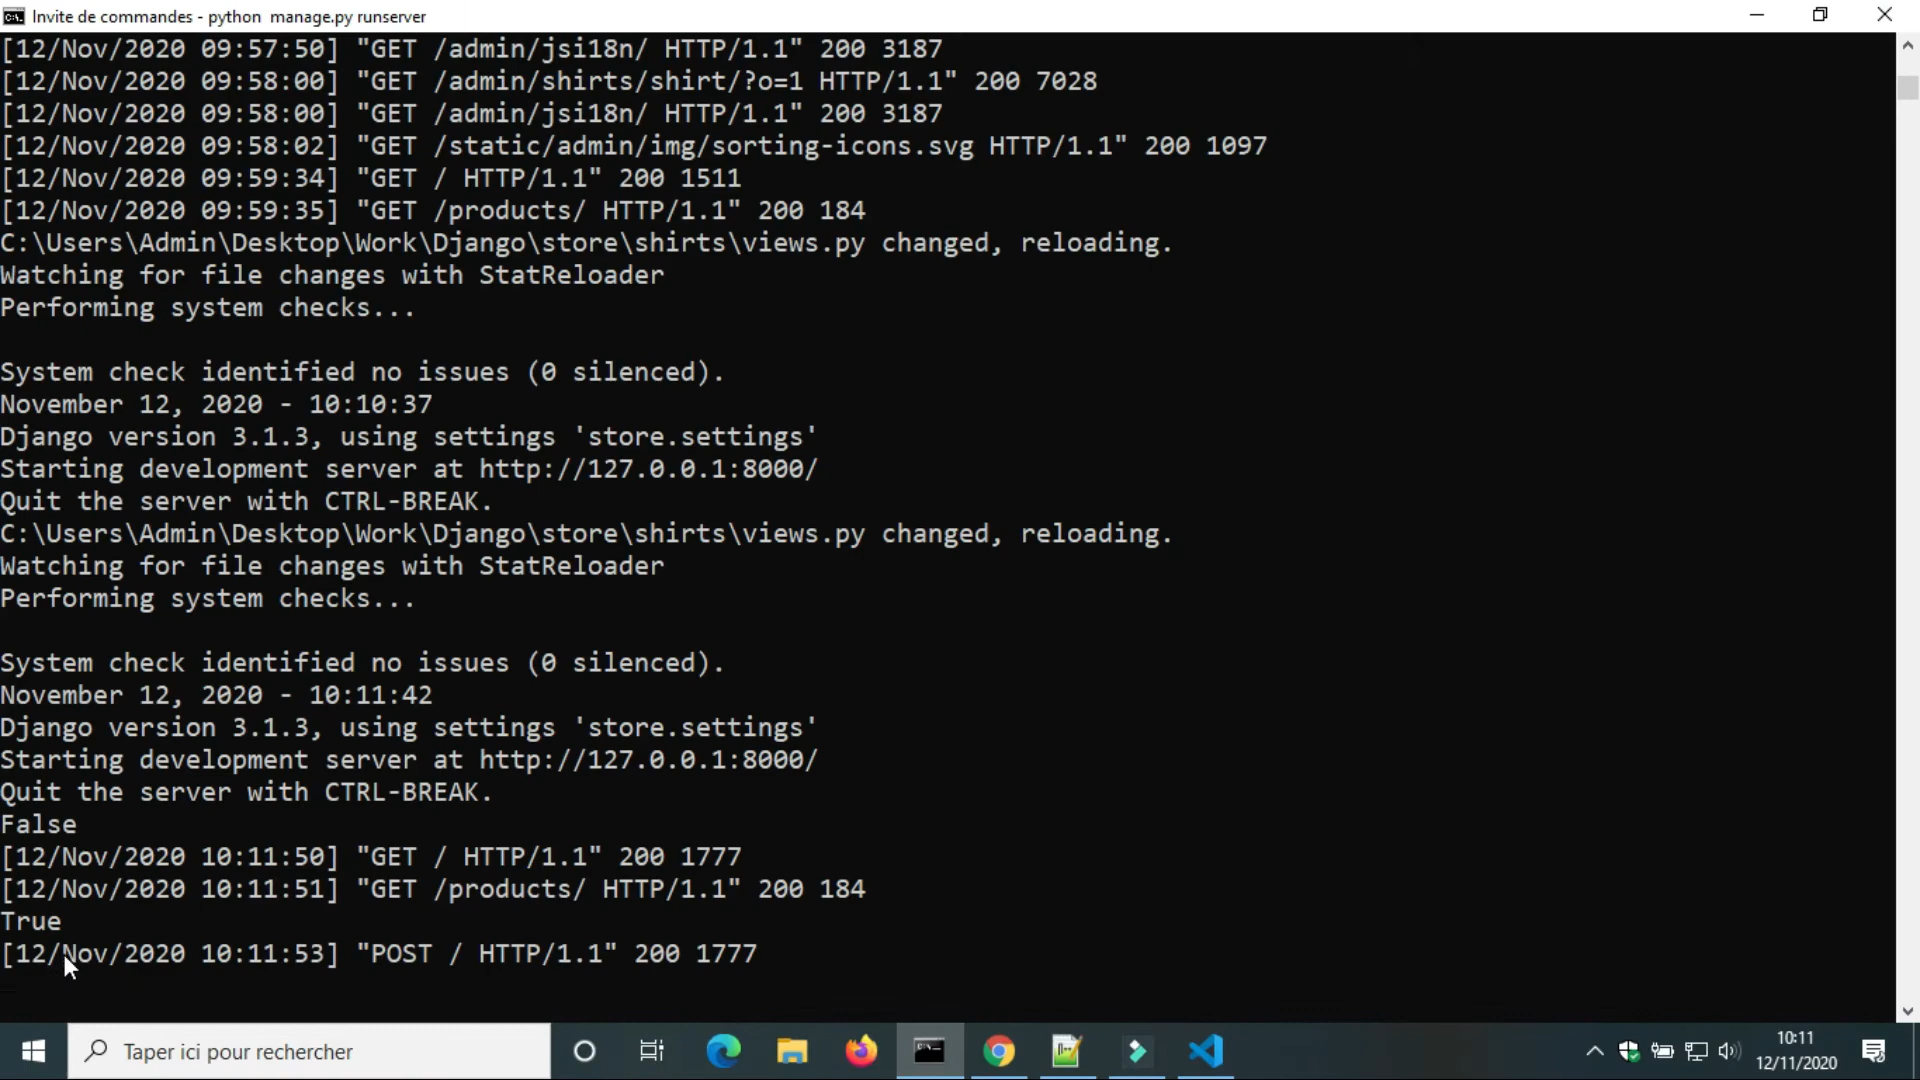 Invite de commandes - python  manage.py runserver
[12/Nov/2020 09:57:50] "GET /admin/jsi18n/ HTTP/1.1" 200 3187
[12/Nov/2020 09:58:00] "GET /admin/shirts/shirt/?o=1 HTTP/1.1" 200 7028
[12/Nov/2020 09:58:00] "GET /admin/jsi18n/ HTTP/1.1" 200 3187
[12/Nov/2020 09:58:02] "GET /static/admin/img/sorting-icons.svg HTTP/1.1" 200 1097
[12/Nov/2020 09:59:34] "GET / HTTP/1.1" 200 1511
[12/Nov/2020 09:59:35] "GET /products/ HTTP/1.1" 200 184
C:\Users\Admin\Desktop\Work\Django\store\shirts\views.py changed, reloading.
Watching for file changes with StatReloader
Performing system checks...
System check identified no issues (0 silenced).
November 12, 2020 - 10:10:37
Django version 3.1.3, using settings 'store.settings'
Starting development server at http://127.0.0.1:8000/
Quit the server with CTRL-BREAK.
C:\Users\Admin\Desktop\Work\Django\store\shirts\views.py changed, reloading.
Watching for file changes with StatReloader
Performing system checks...
System check identified no issues (0 silenced).
November 12, 2020 - 10:11:42
Django version 3.1.3, using settings 'store.settings'
Starting development server at http://127.0.0.1:8000/
Quit the server with CTRL-BREAK.
False
[12/Nov/2020 10:11:50] "GET / HTTP/1.1" 200 1777
[12/Nov/2020 10:11:51] "GET /products/ HTTP/1.1" 200 184
True
[12/Nov/2020 10:11:53] "POST / HTTP/1.1" 200 1777
Taper ici pour rechercher
10:11
12/11/2020